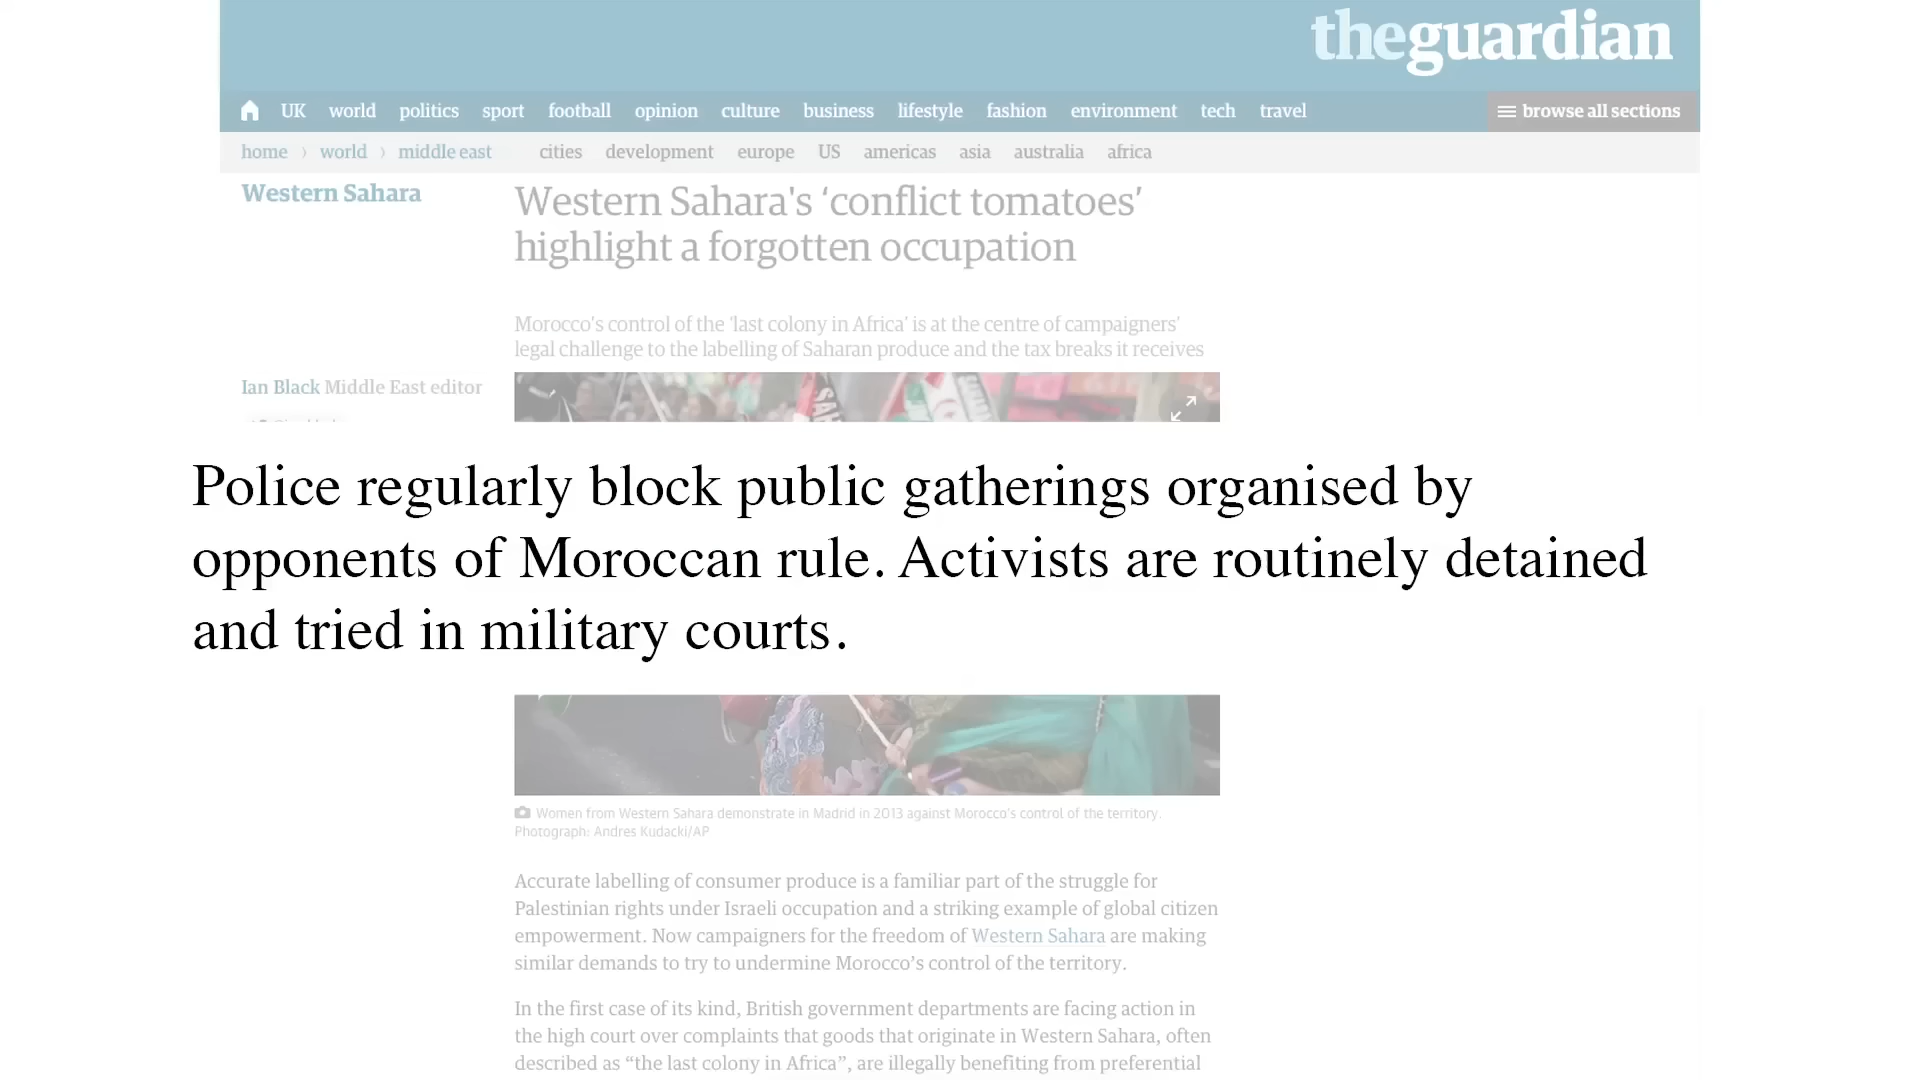 theguardian
UK world politics sport football opinion culture business lifestyle fashion environment tech travel browse all sections
home › world › middle east cities development europe US americas asia australia africa
Western Sahara
Western Sahara's ‘conflict tomatoes’
highlight a forgotten occupation
Morocco's control of the ‘last colony in Africa’ is at the centre of campaigners’
legal challenge to the labelling of Saharan produce and the tax breaks it receives
Ian Black Middle East editor
Police regularly block public gatherings organised by
opponents of Moroccan rule. Activists are routinely detained
and tried in military courts.
Women from Western Sahara demonstrate in Madrid in 2013 against Morocco's control of the territory.
Photograph: Andres Kudacki/AP
Accurate labelling of consumer produce is a familiar part of the struggle for
Palestinian rights under Israeli occupation and a striking example of global citizen
empowerment. Now campaigners for the freedom of Western Sahara are making
similar demands to try to undermine Morocco’s control of the territory.
In the first case of its kind, British government departments are facing action in
the high court over complaints that goods that originate in Western Sahara, often
described as “the last colony in Africa”, are illegally benefiting from preferential